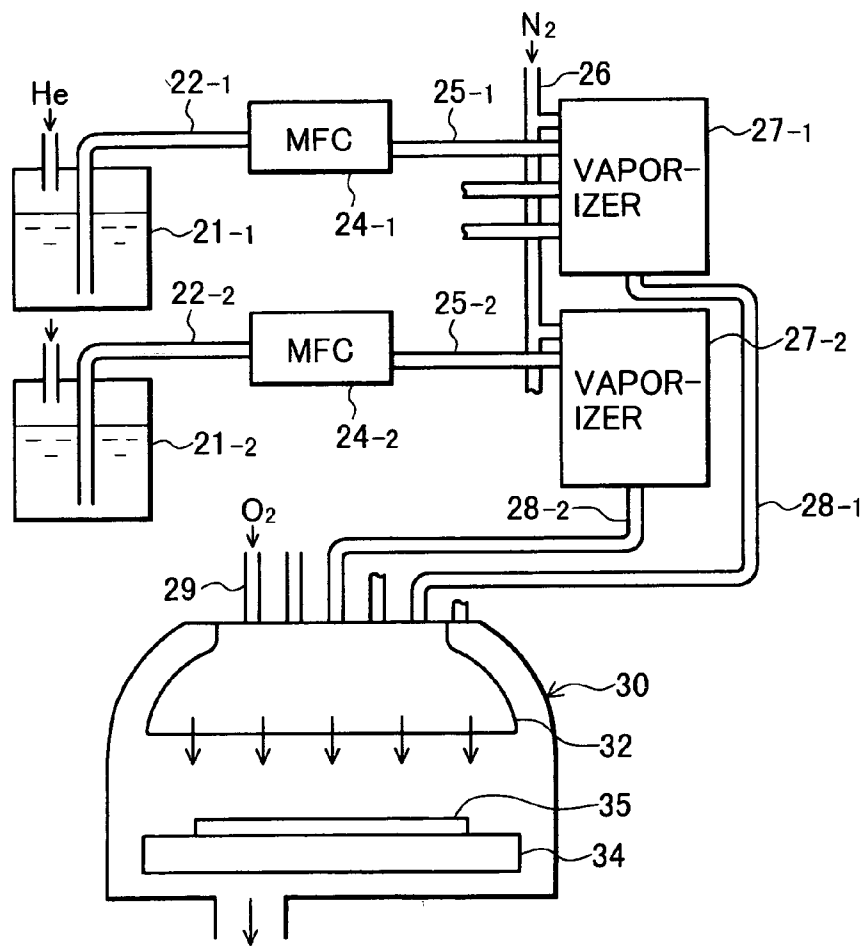 N2
He
22-1
25-1
26
MFC
27-1
VAPOR-
IZER
24-1
21-1
22-2
25-2
MFC
27-2
VAPOR-
IZER
24-2
21-2
O2
28-2
28-1
29
30
32
35
34